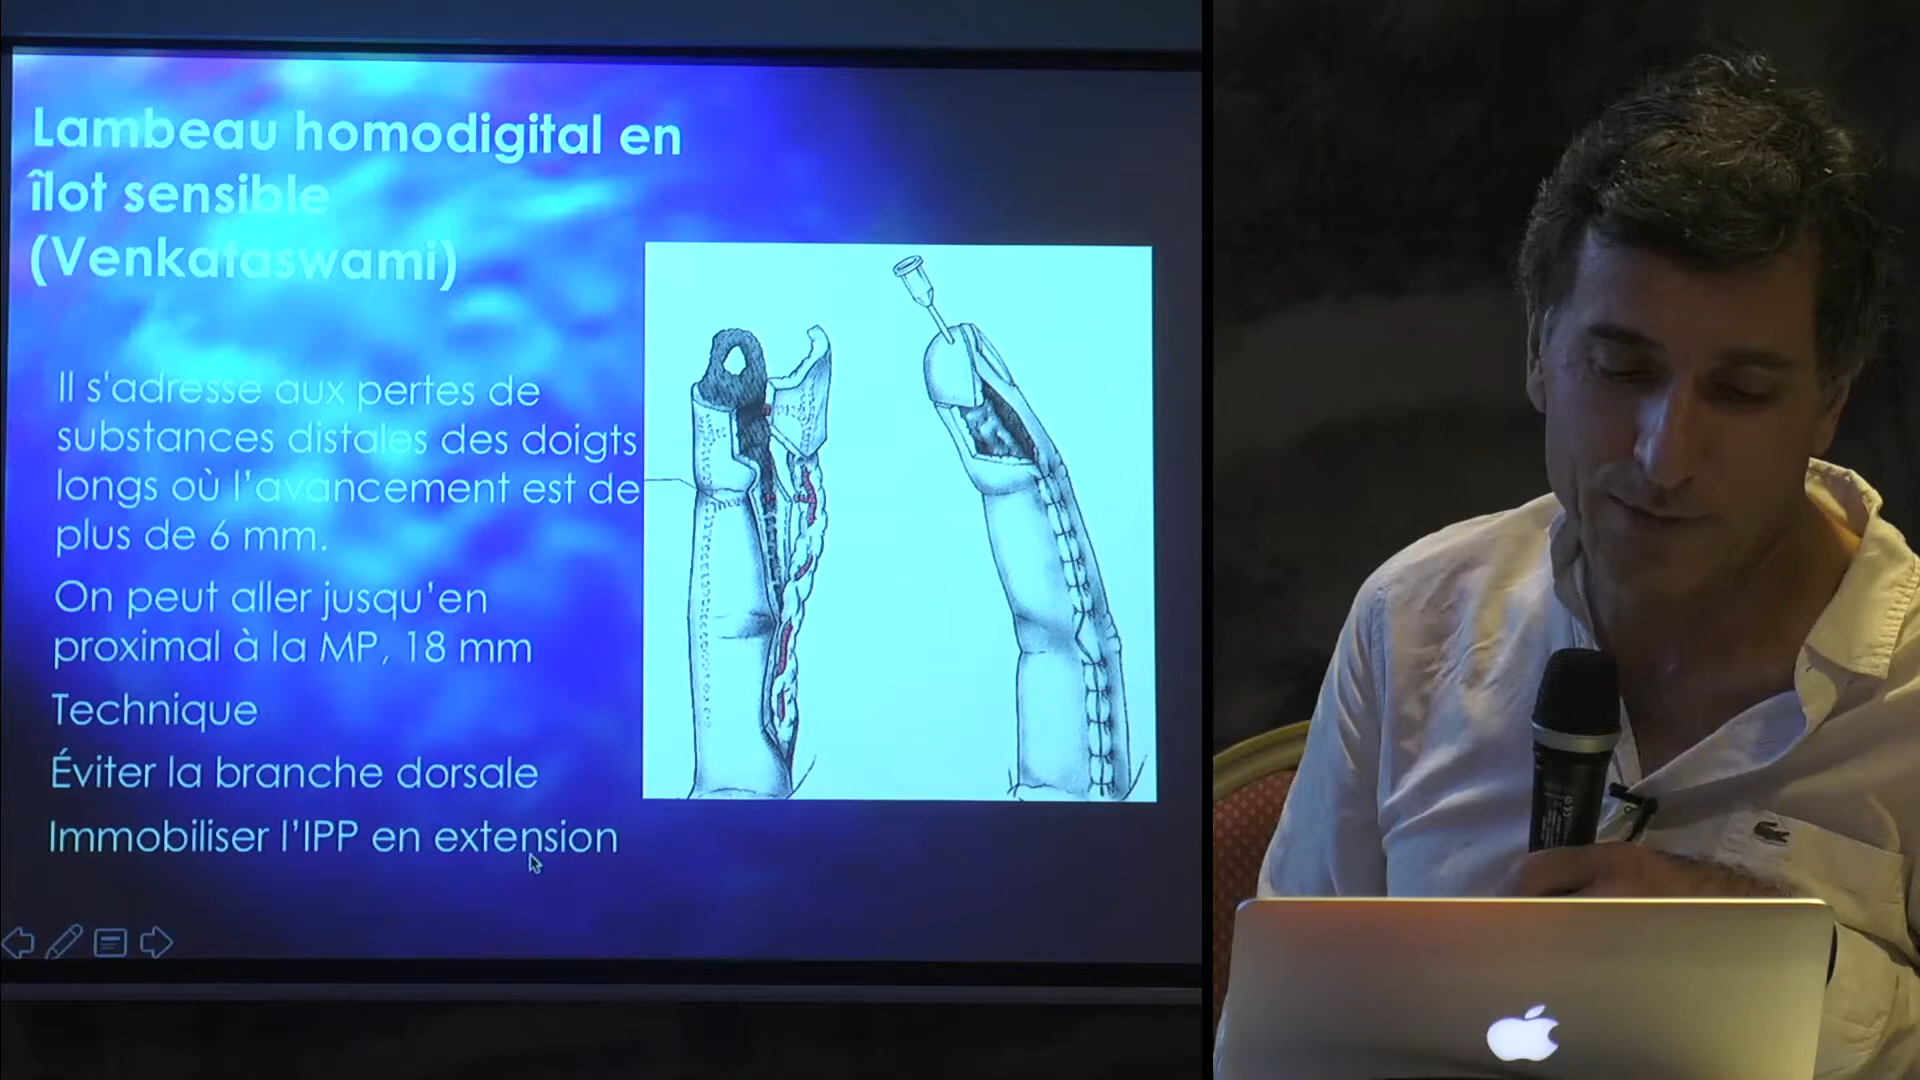 Lambeau homodigital en
îlot sensible
(Venkataswami)
Il s'adresse aux pertes de
substances distales des doigts
longs où l'avancement est de
plus de 6 mm.
On peut aller jusqu'en
proximal à la MP, 18 mm
Technique
Éviter la branche dorsale
Immobiliser l'IPP en extension